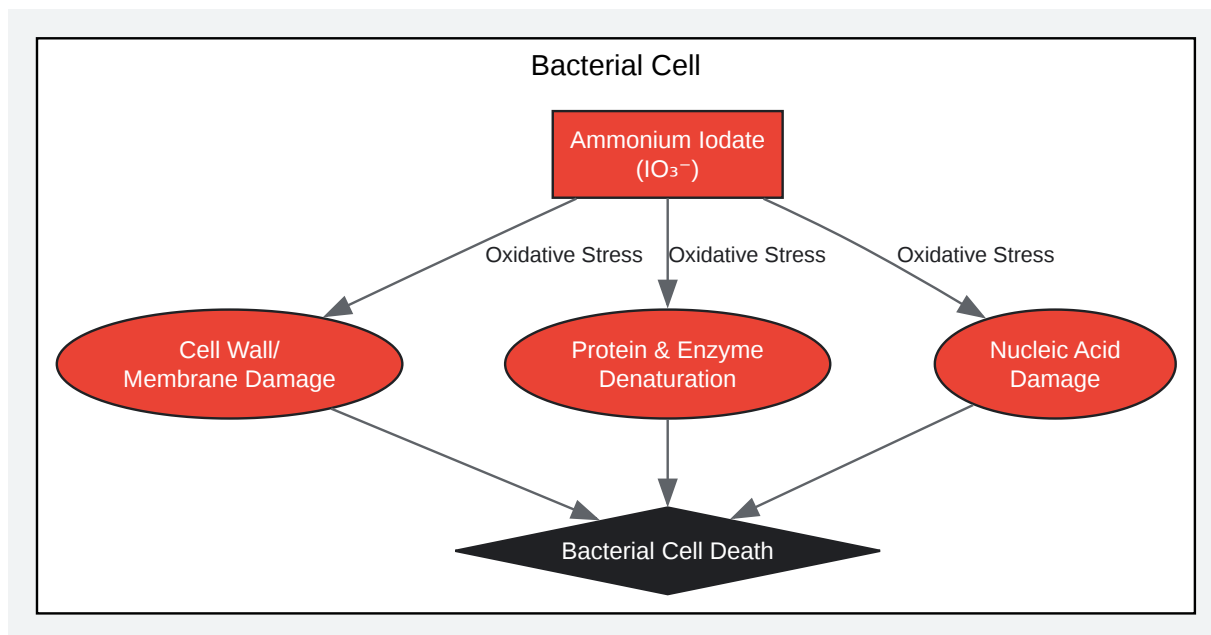 Bacterial Cell
Ammonium Iodate
(IO₃⁻)
Oxidative Stress
Oxidative Stress
Oxidative Stress
Cell Wall/
Membrane Damage
Protein & Enzyme
Denaturation
Nucleic Acid
Damage
Bacterial Cell Death